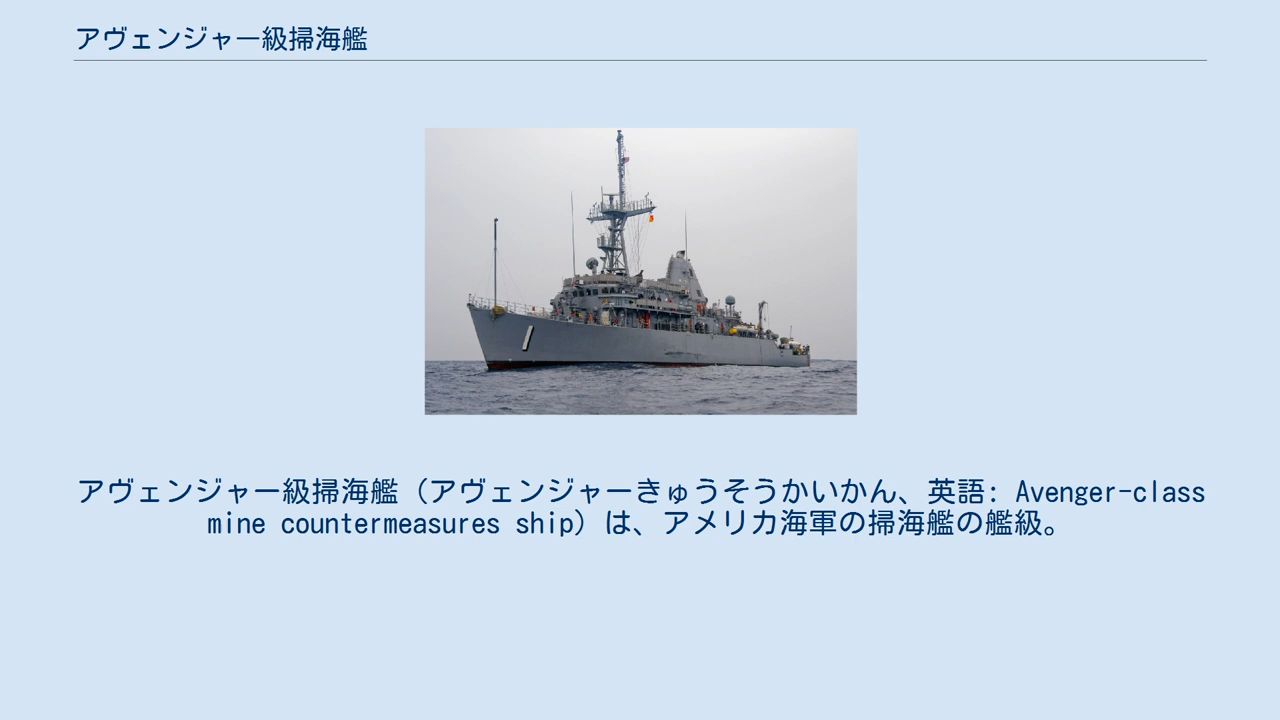 アヴェンジャー級掃海艦
1
アヴェンジャー級掃海艦（アヴェンジャーきゅうそうかいかん、英語: Avenger-class
mine countermeasures ship）は、アメリカ海軍の掃海艦の艦級。